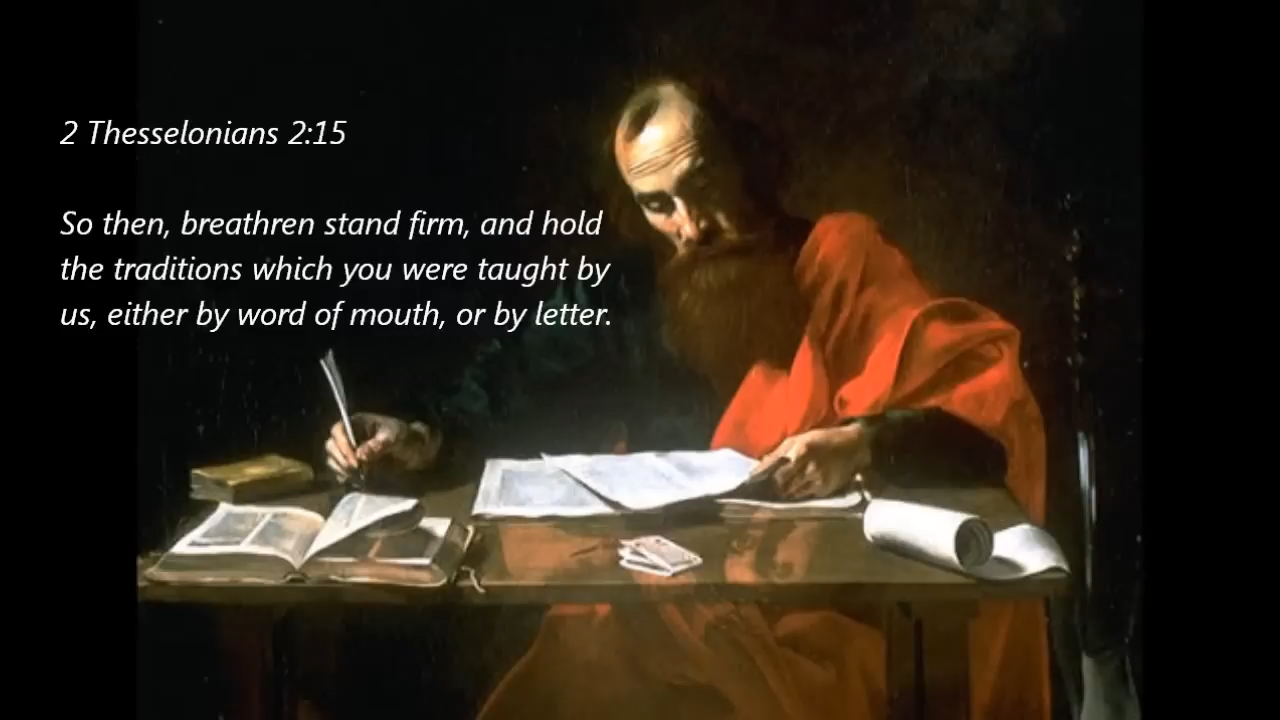 2 Thesselonians 2:15
So then, breathren stand firm, and hold
the traditions which you were taught by
us, either by word of mouth, or by letter.